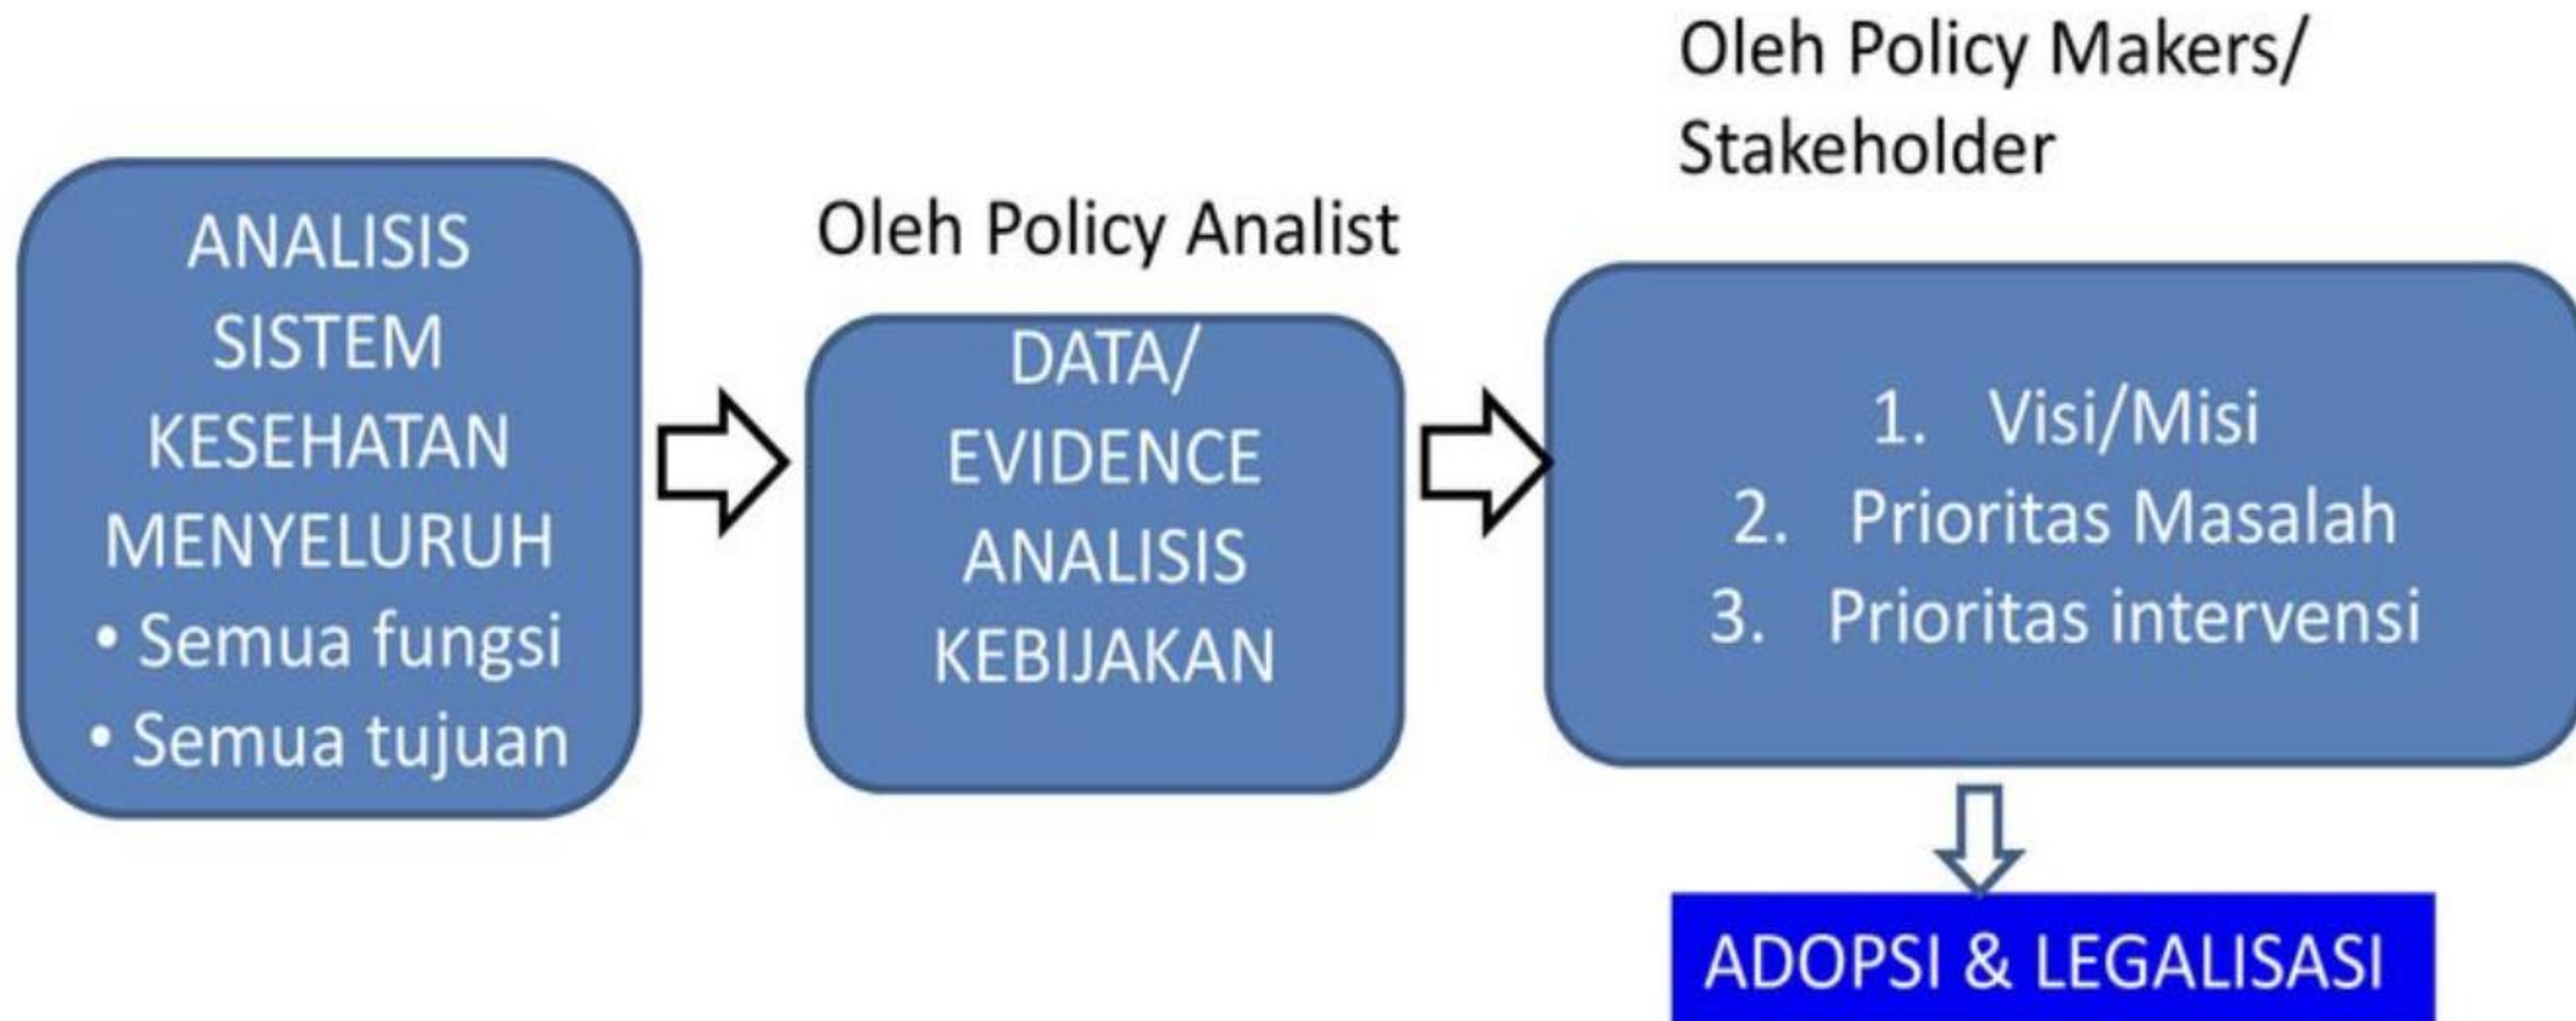 ANALISIS
SISTEM
KESEHATAN
MENYELURUH
• Semua fungsi
• Semua tujuan
Oleh Policy Analist
DATA/
EVIDENCE
ANALISIS
KEBIJAKAN
Oleh Policy Makers/
Stakeholder
1. Visi/Misi
2. Prioritas Masalah
3. Prioritas intervensi
ADOPSI & LEGALISASI